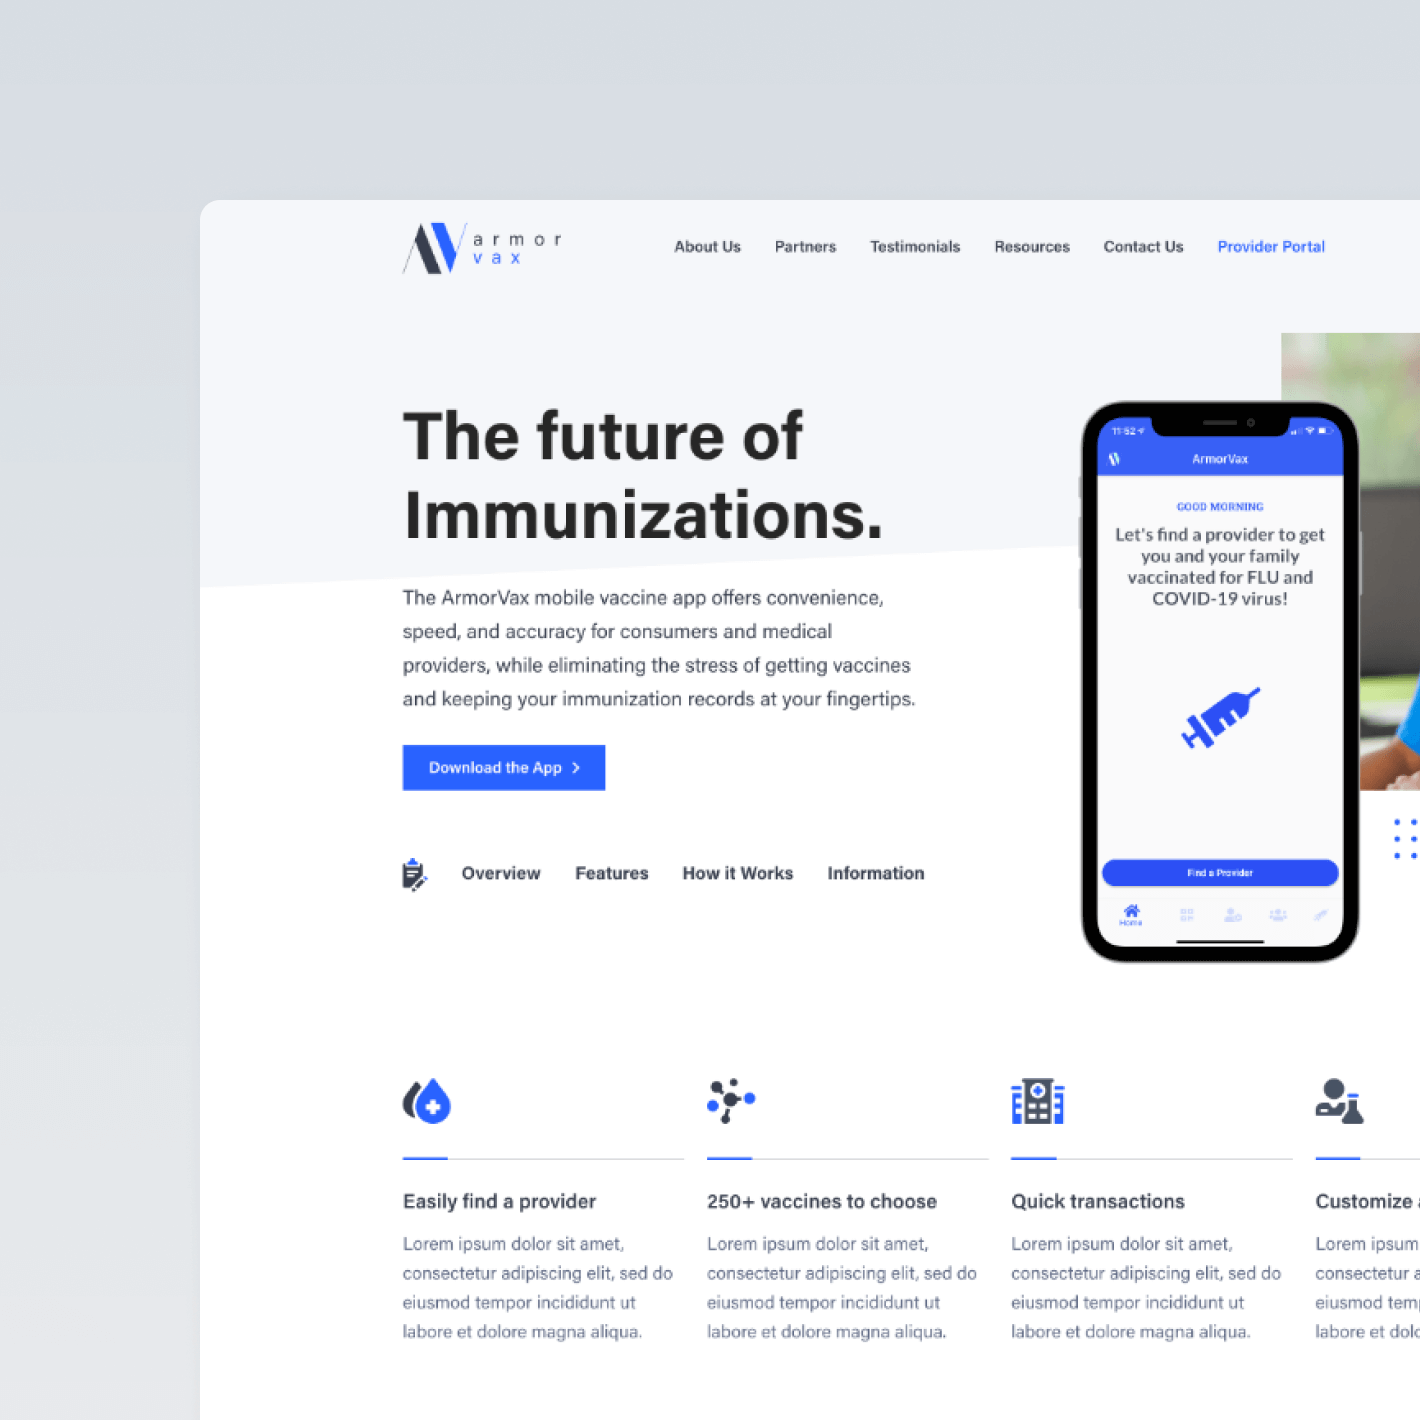 armor
vax
About Us
Partners
Testimonials
Resources
Contact Us
Provider Portal
The future of
Immunizations.
The ArmorVax mobile vaccine app offers convenience,
speed, and accuracy for consumers and medical
providers, while eliminating the stress of getting vaccines
and keeping your immunization records at your fingertips.
Download the App
Overview
Features
How it Works
Information
11:52
ArmorVax
GOOD MORNING
Let's find a provider to get
you and your family
vaccinated for FLU and
COVID-19 virus!
Find a Provider
Home
Easily find a provider
Lorem ipsum dolor sit amet,
consectetur adipiscing elit, sed do
eiusmod tempor incididunt ut
labore et dolore magna aliqua.
250+ vaccines to choose
Lorem ipsum dolor sit amet,
consectetur adipiscing elit, sed do
eiusmod tempor incididunt ut
labore et dolore magna aliqua.
Quick transactions
Lorem ipsum dolor sit amet,
consectetur adipiscing elit, sed do
eiusmod tempor incididunt ut
labore et dolore magna aliqua.
Customize
Lorem ipsum
consectetur
eiusmod
labore et